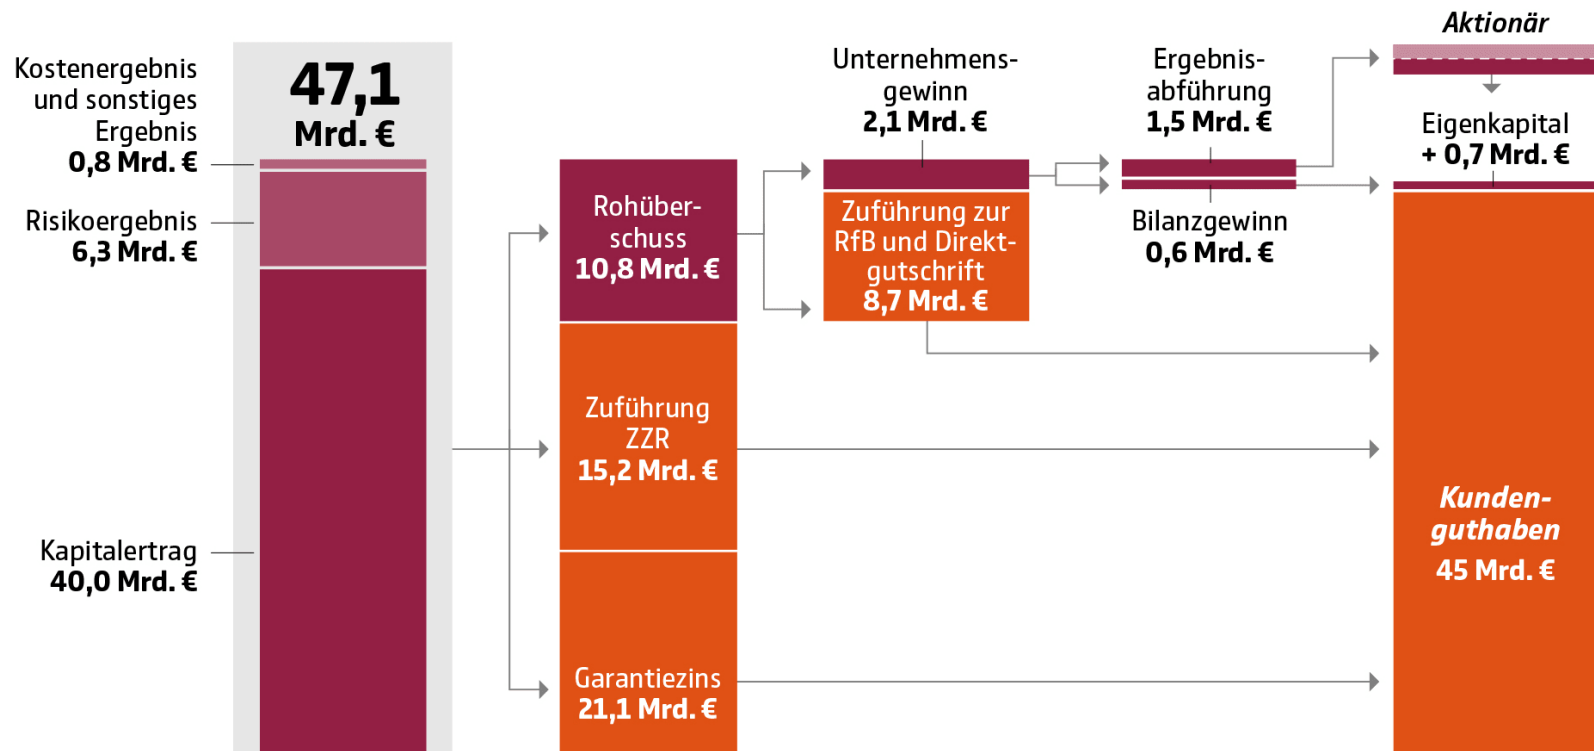 Kostenergebnis
und sonstiges
Ergebnis
0,8 Mrd. €
Risikoergebnis
6,3 Mrd. €
Kapitalertrag
40,0 Mrd. €
47,1
Mrd. €
Rohüber-
schuss
10,8 Mrd. €
Zuführung
ZZR
15,2 Mrd. €
Garantiezins
21,1 Mrd. €
Unternehmens-
gewinn
2,1 Mrd. €
Zuführung zur
RfB und Direkt-
gutschrift
8,7 Mrd. €
Ergebnis-
abführung
1,5 Mrd. €
Bilanzgewinn
0,6 Mrd. €
Aktionär
Eigenkapital
+ 0,7 Mrd. €
Kunden-
guthaben
45 Mrd. €